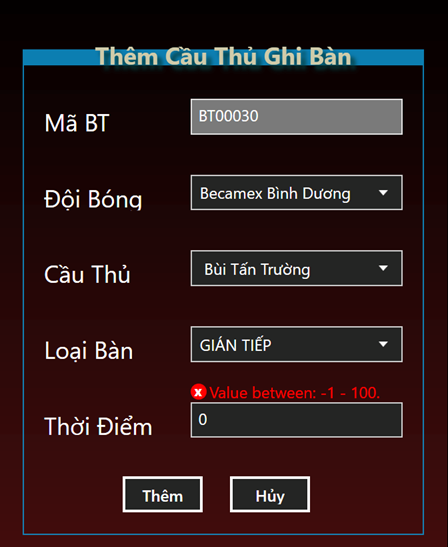 Thêm Cầu Thủ Ghi Bàn
Mã BT
BT00030
Đội Bóng
Becamex Bình Dương
Cầu Thủ
Bùi Tấn Trường
Loại Bàn
GIÁN TIẾP
x Value between: -1 - 100.
Thời Điểm
0
Thêm
Hủy